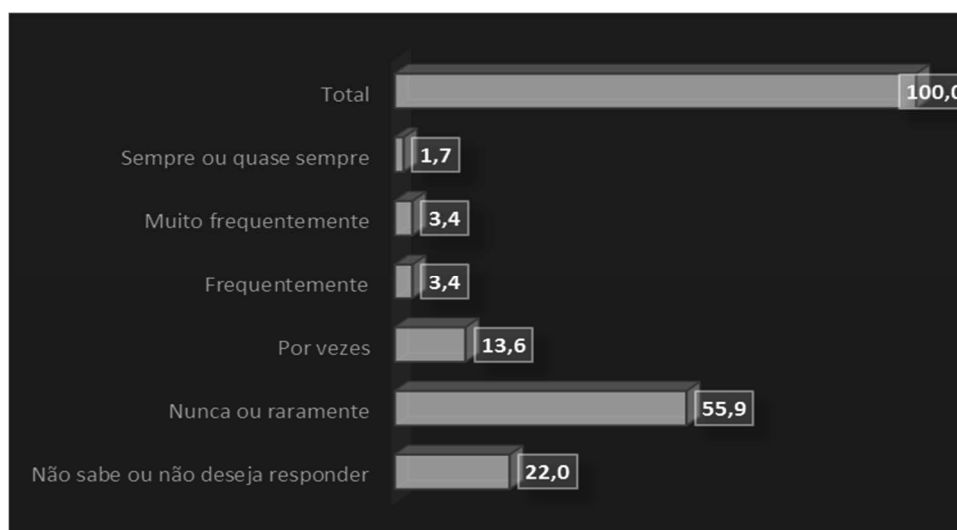 Total 100,0
Sempre ou quase sempre 1,7
Muito frequentemente 3,4
Frequentemente 3,4
Por vezes 13,6
Nunca ou raramente 55,9
Não sabe ou não deseja responder 22,0